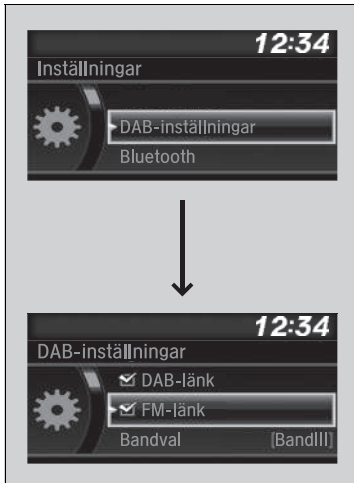 12:34
Inställningar
DAB-inställningar
Bluetooth
12:34
DAB-inställningar
DAB-länk
FM-länk
Bandval [BandIII]